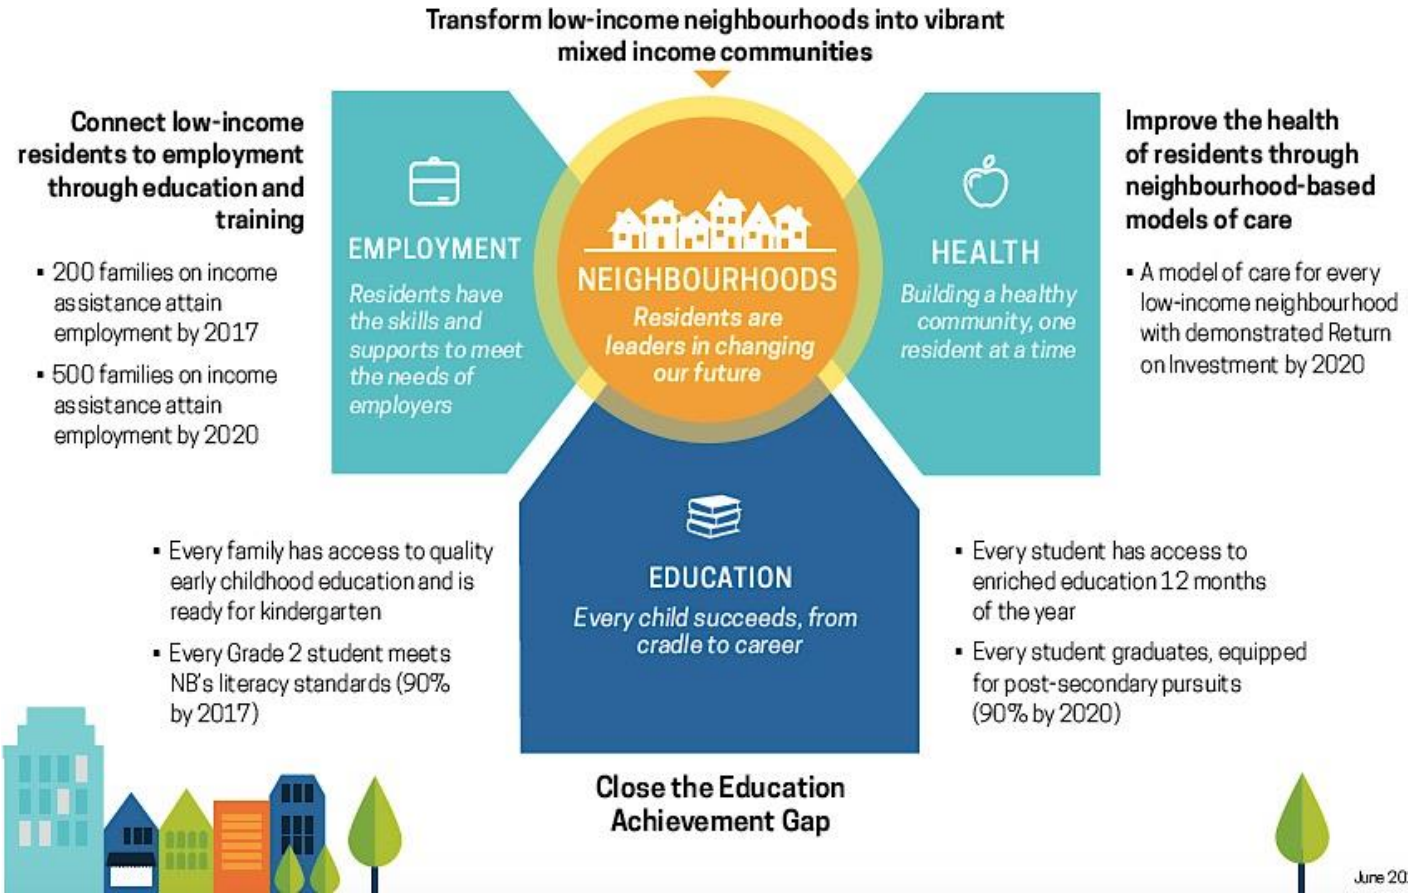 Transform low-income neighbourhoods into vibrant
mixed income communities
Connect low-income
residents to employment
through education and
training
▪ 200 families on income
assistance attain
employment by 2017
▪ 500 families on income
assistance attain
employment by 2020
EMPLOYMENT
Residents have
the skills and
supports to meet
the needs of
employers
NEIGHBOURHOODS
Residents are
leaders in changing
our future
HEALTH
Building a healthy
community, one
resident at a time
Improve the health
of residents through
neighbourhood-based
models of care
▪ A model of care for every
low-income neighbourhood
with demonstrated Return
on Investment by 2020
▪ Every family has access to quality
early childhood education and is
ready for kindergarten
▪ Every Grade 2 student meets
NB's literacy standards (90%
by 2017)
EDUCATION
Every child succeeds, from
cradle to career
▪ Every student has access to
enriched education 12 months
of the year
▪ Every student graduates, equipped
for post-secondary pursuits
(90% by 2020)
Close the Education
Achievement Gap
June